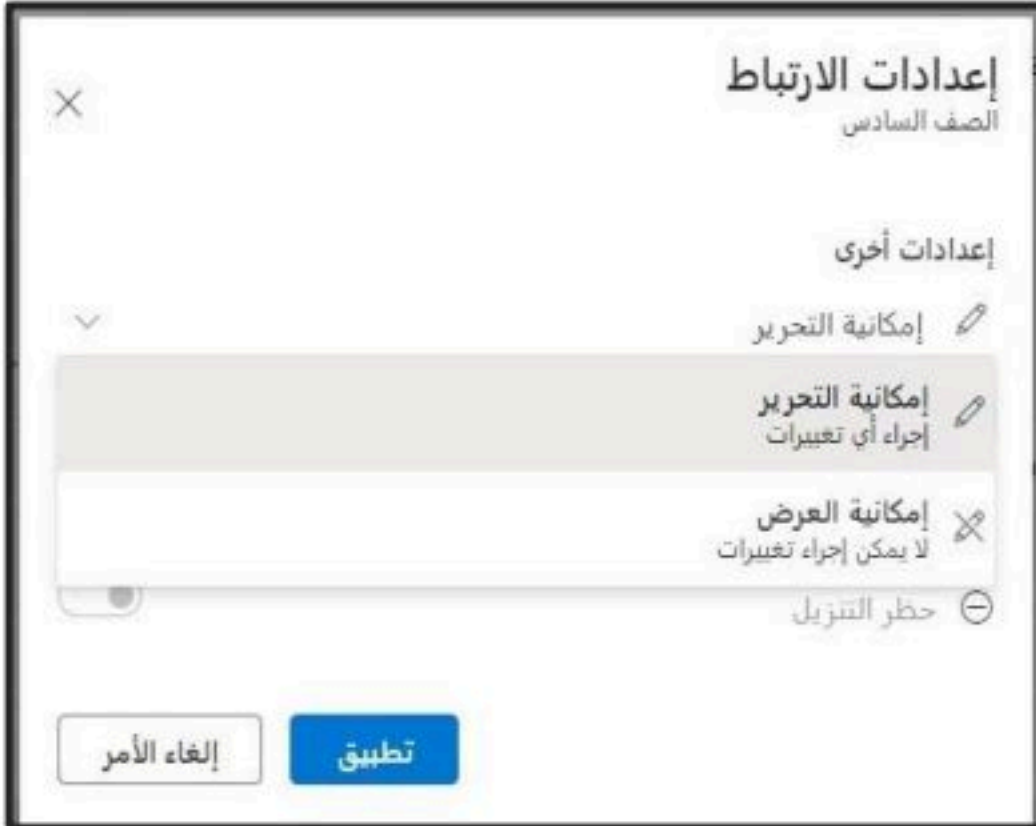 إعدادات الارتباط
الصف السادس
إعدادات أخرى
إمكانية التحرير
إمكانية التحرير
إجراء أي تغييرات
إمكانية العرض
لا يمكن إجراء تغييرات
حظر التنزيل
تطبيق
إلغاء الأمر